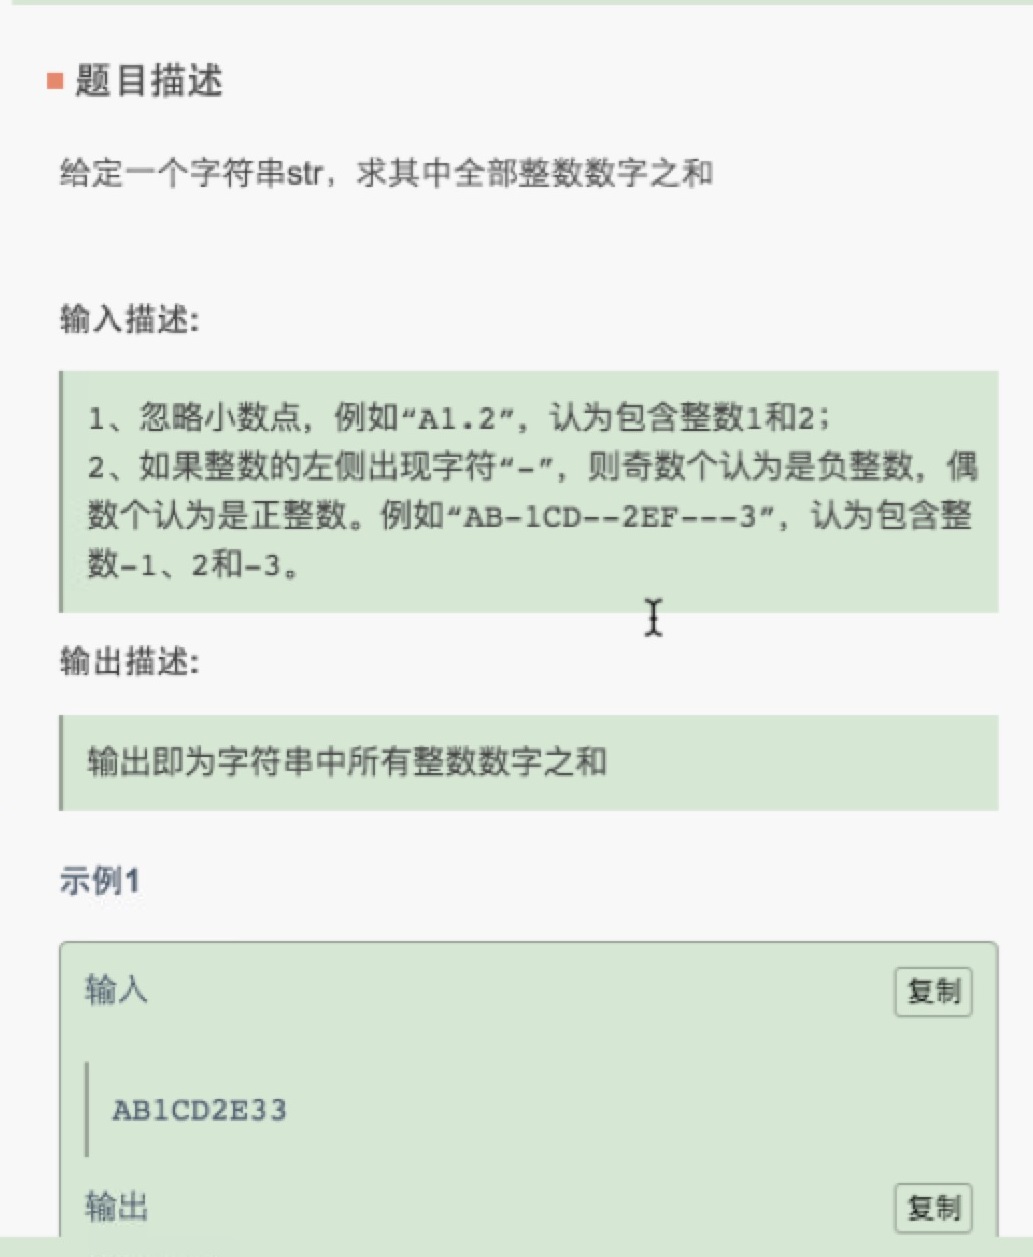 题目描述
给定一个字符串str，求其中全部整数数字之和
输入描述:
1、忽略小数点，例如“A1.2”，认为包含整数1和2；
2、如果整数的左侧出现字符“-”，则奇数个认为是负整数，偶
数个认为是正整数。例如“AB-1CD--2EF---3”，认为包含整
数-1、2和-3。
输出描述:
输出即为字符串中所有整数数字之和
示例1
输入
复制
AB1CD2E33
输出
复制